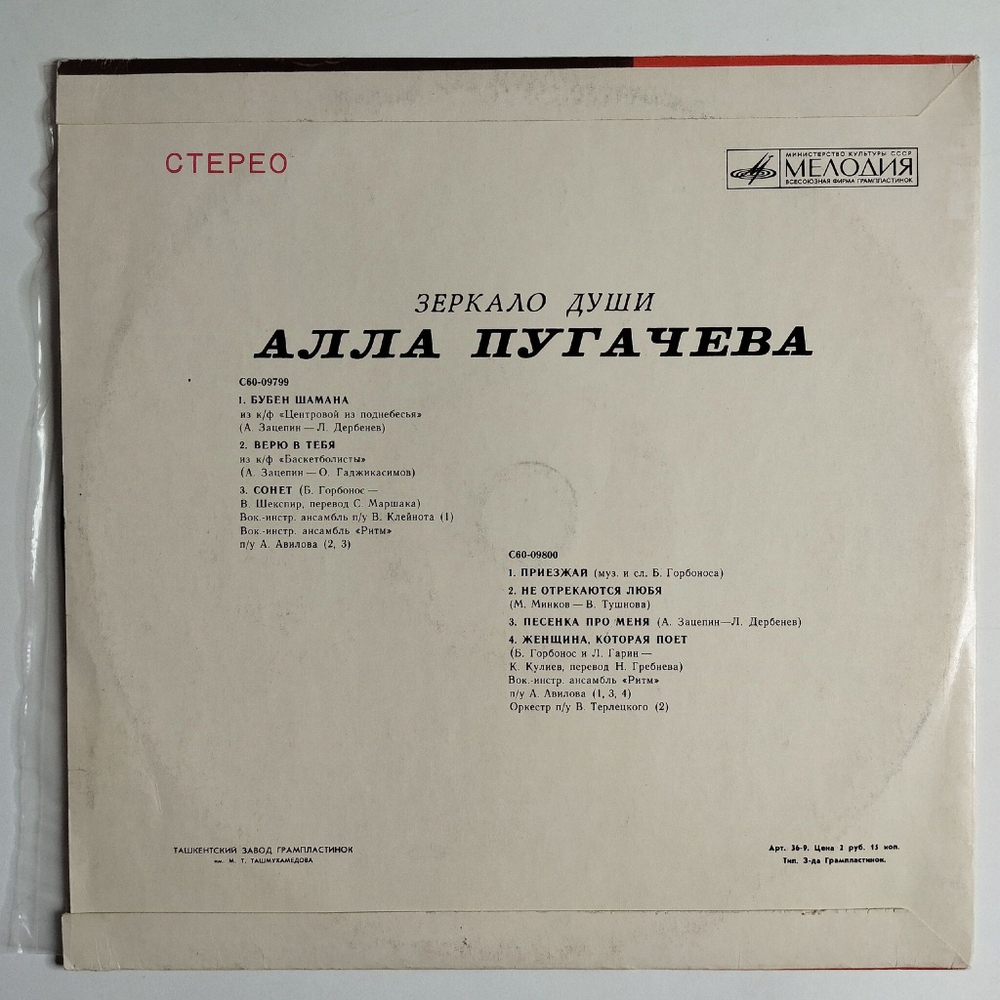 СТЕРЕО
МИНИСТЕРСТВО КУЛЬТУРЫ СССР
МЕЛОДИЯ
ВСЕСОЮЗНАЯ ФИРМА ГРАМПЛАСТИНОК
ЗЕРКАЛО ДУШИ
АЛЛА ПУГАЧЕВА
С60-09799
1. БУБЕН ШАМАНА
из к/ф «Центровой из поднебесья»
(А. Зацепин — Л. Дербенев)
2. ВЕРЮ В ТЕБЯ
из к/ф «Баскетболисты»
(А. Зацепин — О. Гаджикасимов)
3. СОНЕТ (Б. Горбонос —
В. Шекспир, перевод С. Маршака)
Вок.-инстр. ансамбль п/у В. Клейнота (1)
Вок.-инстр. ансамбль «Ритм»
п/у А. Авилова (2, 3)
С60-09800
1. ПРИЕЗЖАЙ (муз. и сл. Б. Горбоноса)
2. НЕ ОТРЕКАЮТСЯ ЛЮБЯ
(М. Минков — В. Тушнова)
3. ПЕСЕНКА ПРО МЕНЯ (А. Зацепин—Л. Дербенев)
4. ЖЕНЩИНА, КОТОРАЯ ПОЕТ
(Б. Горбонос и Л. Гарин —
К. Кулиев, перевод Н. Гребнева)
Вок.-инстр. ансамбль «Ритм»
п/у А. Авилова (1, 3, 4)
Оркестр п/у В. Терлецкого (2)
ТАШКЕНТСКИЙ ЗАВОД ГРАМПЛАСТИНОК
им. М. Т. ТАШМУХАМЕДОВА
Арт. 36-9. Цена 2 руб. 15 коп.
Тип. З-да Грампластинок.